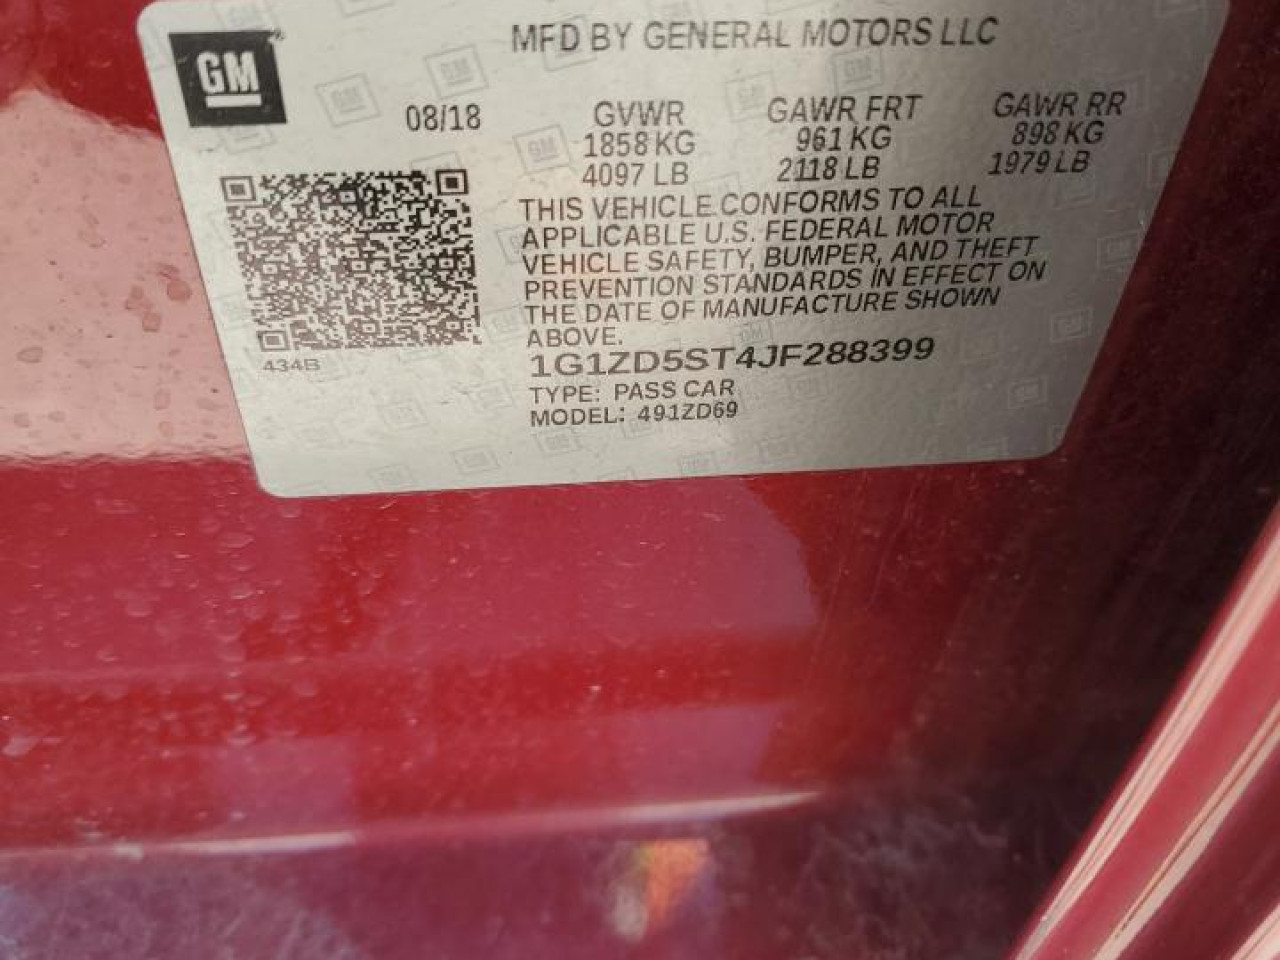 MFD BY GENERAL MOTORS LLC
GM
08/18
GVWR GAWR FRT GAWR RR
1858 KG 961 KG 898 KG
4097 LB 2118 LB 1979 LB
THIS VEHICLE CONFORMS TO ALL
APPLICABLE U.S. FEDERAL MOTOR
VEHICLE SAFETY, BUMPER, AND THEFT
PREVENTION STANDARDS IN EFFECT ON
THE DATE OF MANUFACTURE SHOWN
ABOVE.
434B
1G1ZD5ST4JF288399
TYPE: PASS CAR
MODEL: 491ZD69